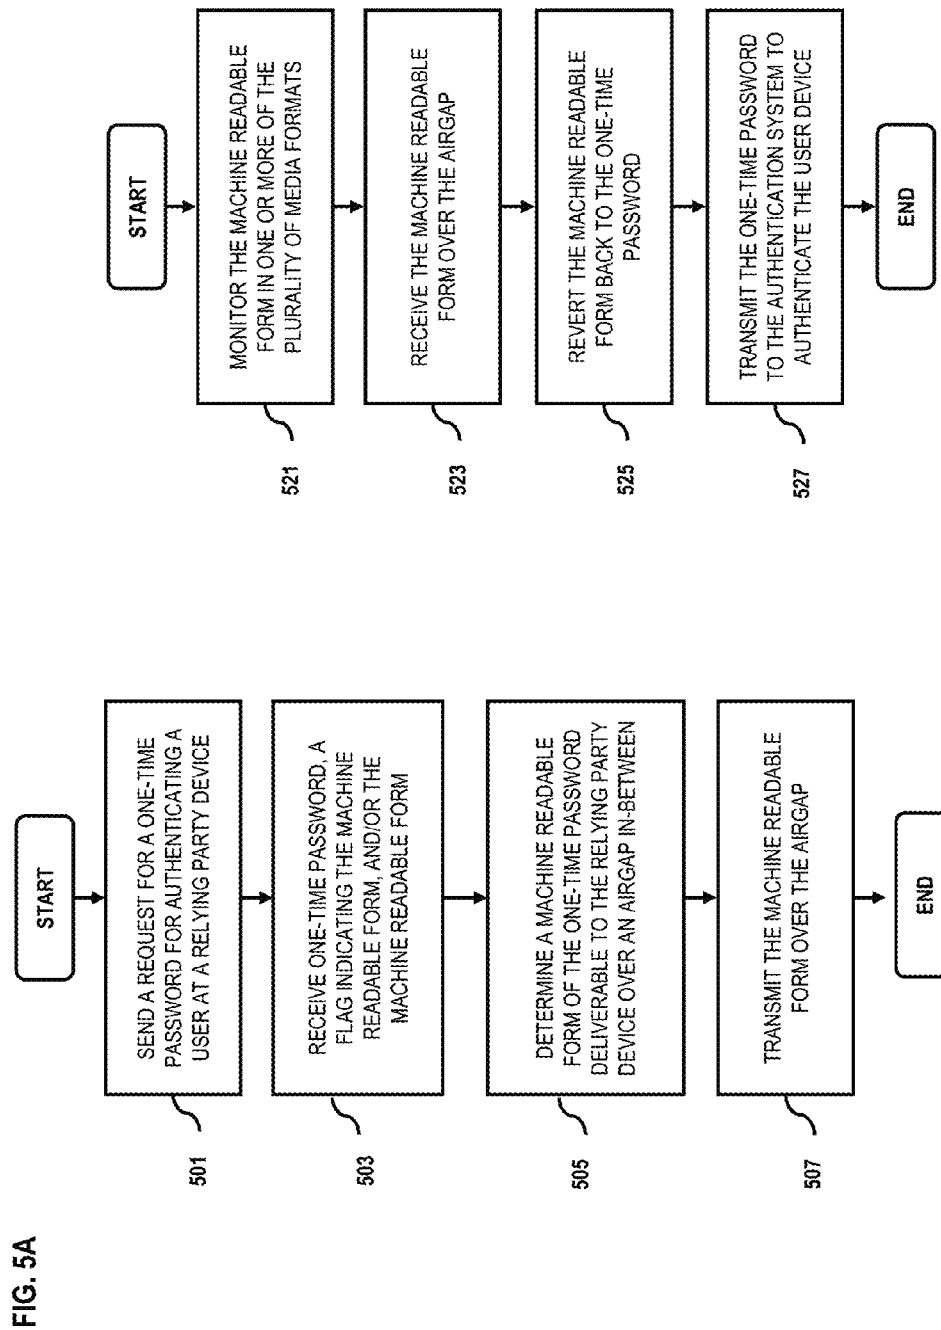 FIG. 5A
START
501
SEND A REQUEST FOR A ONE-TIME
PASSWORD FOR AUTHENTICATING A
USER AT A RELYING PARTY DEVICE
503
RECEIVE ONE-TIME PASSWORD, A
FLAG INDICATING THE MACHINE
READABLE FORM, AND/OR THE
MACHINE READABLE FORM
505
DETERMINE A MACHINE READABLE
FORM OF THE ONE-TIME PASSWORD
DELIVERABLE TO THE RELYING PARTY
DEVICE OVER AN AIRGAP IN-BETWEEN
507
TRANSMIT THE MACHINE READABLE
FORM OVER THE AIRGAP
END
START
521
MONITOR THE MACHINE READABLE
FORM IN ONE OR MORE OF THE
PLURALITY OF MEDIA FORMATS
523
RECEIVE THE MACHINE READABLE
FORM OVER THE AIRGAP
525
REVERT THE MACHINE READABLE
FORM BACK TO THE ONE-TIME
PASSWORD
527
TRANSMIT THE ONE-TIME PASSWORD
TO THE AUTHENTICATION SYSTEM TO
AUTHENTICATE THE USER DEVICE
END